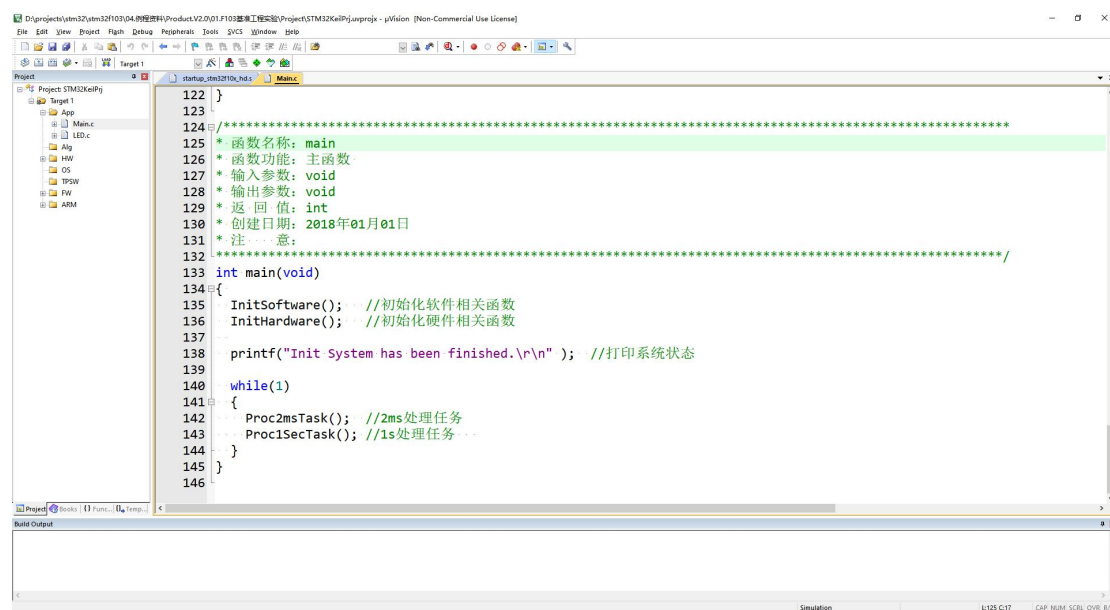 D:\projects\stm32\stm32f103\04.例程资料\Product.V2.0\01.F103基准工程实验\Project\STM32KeilPrj.uvprojx - µVision [Non-Commercial Use License]
File Edit View Project Flash Debug Peripherals Tools SVCS Window Help
Target 1
Project
startup_stm32f10x_hd.s Main.c
Project: STM32KeilPrj
Target 1
App
Main.c
LED.c
Alg
HW
OS
TPSW
FW
ARM
122 }
123
124 /*********************************************************************************************************
125 * 函数名称: main
126 * 函数功能: 主函数
127 * 输入参数: void
128 * 输出参数: void
129 * 返 回 值: int
130 * 创建日期: 2018年01月01日
131 * 注    意:
132 *********************************************************************************************************/
133 int main(void)
134 {
135   InitSoftware();   //初始化软件相关函数
136   InitHardware();   //初始化硬件相关函数
137
138   printf("Init System has been finished.\r\n" );  //打印系统状态
139
140   while(1)
141   {
142     Proc2msTask();  //2ms处理任务
143     Proc1SecTask(); //1s处理任务
144   }
145 }
146
Project Books {} Func... Temp...
Build Output
Simulation L:125 C:17 CAP NUM SCRL OVR R/